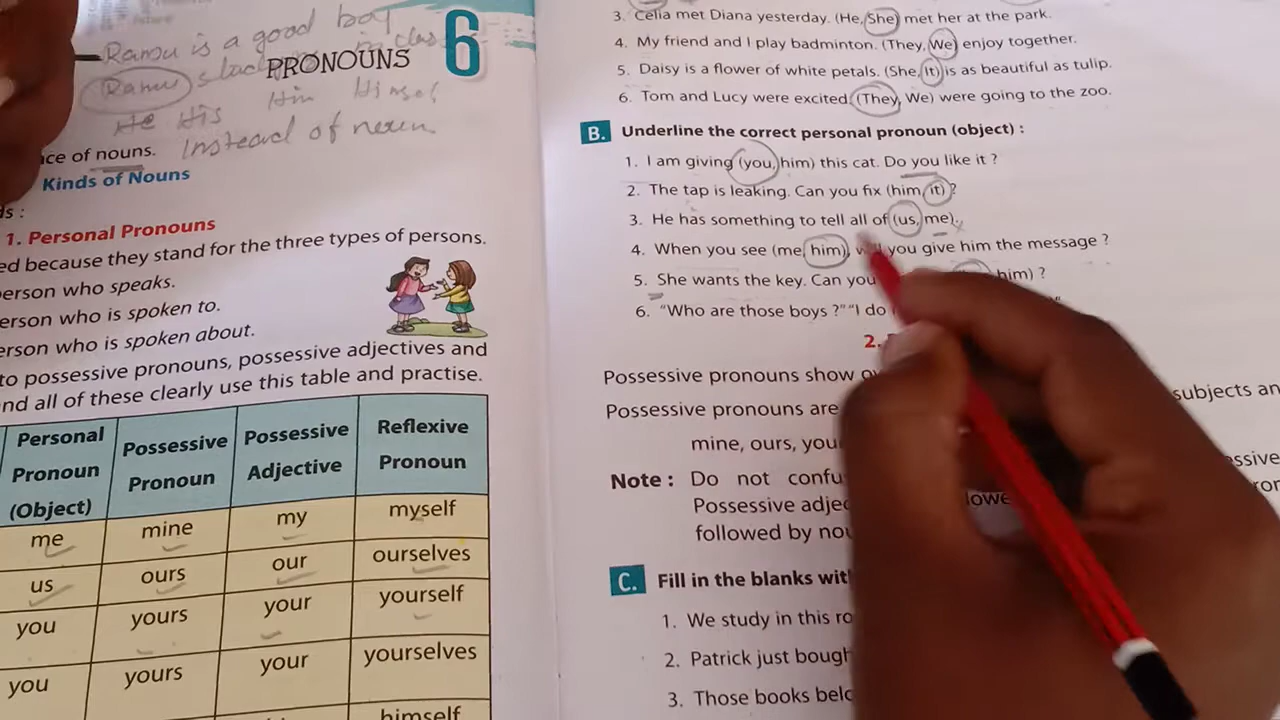 Ramu is a good boy
Ramu
PRONOUNS
6
He His Him Himself
Instead of noun
ce of nouns.
Kinds of Nouns
ds :
1. Personal Pronouns
ed because they stand for the three types of persons.
erson who speaks.
erson who is spoken to.
erson who is spoken about.
to possessive pronouns, possessive adjectives and
nd all of these clearly use this table and practise.
Personal Pronoun (Object) Possessive Pronoun Possessive Adjective Reflexive Pronoun
me mine my myself
us ours our ourselves
you yours your yourself
you yours your yourselves
himself
3. Celia met Diana yesterday. (He, She) met her at the park.
4. My friend and I play badminton. (They, We) enjoy together.
5. Daisy is a flower of white petals. (She, It) is as beautiful as tulip.
6. Tom and Lucy were excited. (They, We) were going to the zoo.
B. Underline the correct personal pronoun (object) :
1. I am giving (you, him) this cat. Do you like it ?
2. The tap is leaking. Can you fix (him, it) ?
3. He has something to tell all of (us, me).
4. When you see (me, him), will you give him the message ?
5. She wants the key. Can you him) ?
6. "Who are those boys ?" "I do
2.
Possessive pronouns show
subjects an
Possessive pronouns are
mine, ours, you
Note : Do not confu
ssive
Possessive adjec
followed by nou
C. Fill in the blanks wit
1. We study in this ro
2. Patrick just bough
3. Those books belo